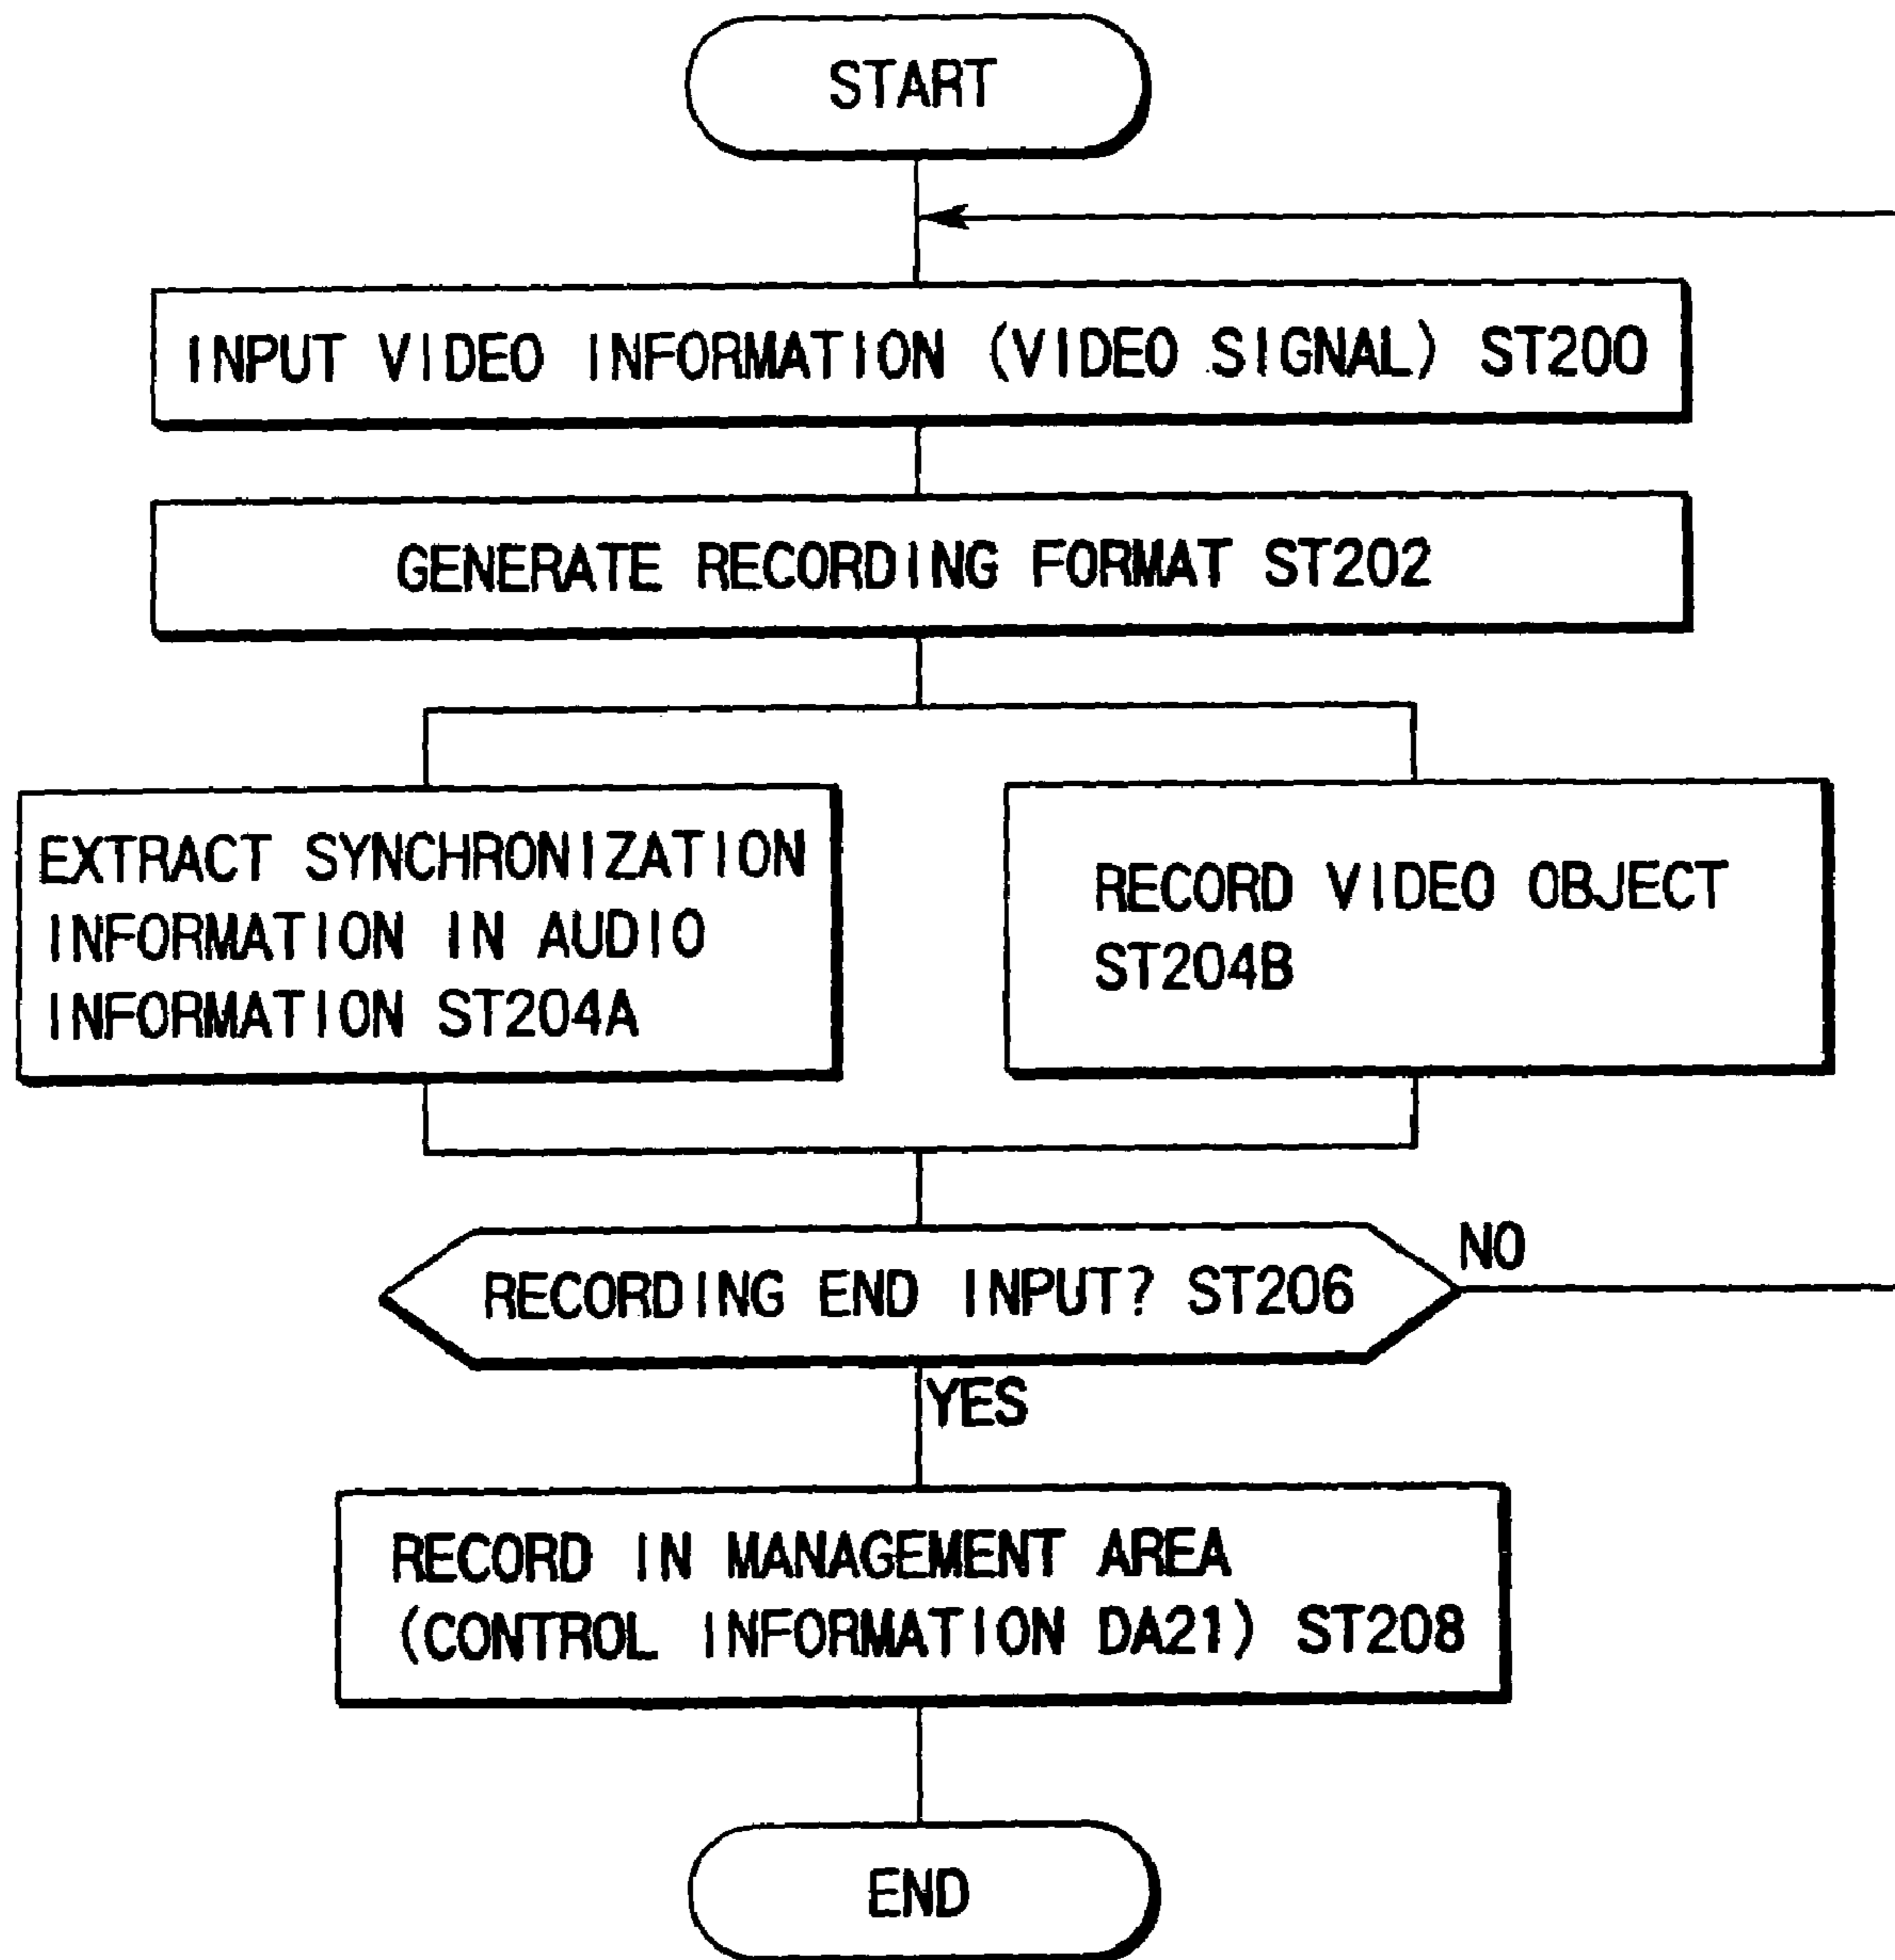 START
INPUT VIDEO INFORMATION (VIDEO SIGNAL) ST200
GENERATE RECORDING FORMAT ST202
EXTRACT SYNCHRONIZATION
INFORMATION IN AUDIO
INFORMATION ST204A
RECORD VIDEO OBJECT
ST204B
RECORDING END INPUT? ST206
NO
YES
RECORD IN MANAGEMENT AREA
(CONTROL INFORMATION DA21) ST208
END